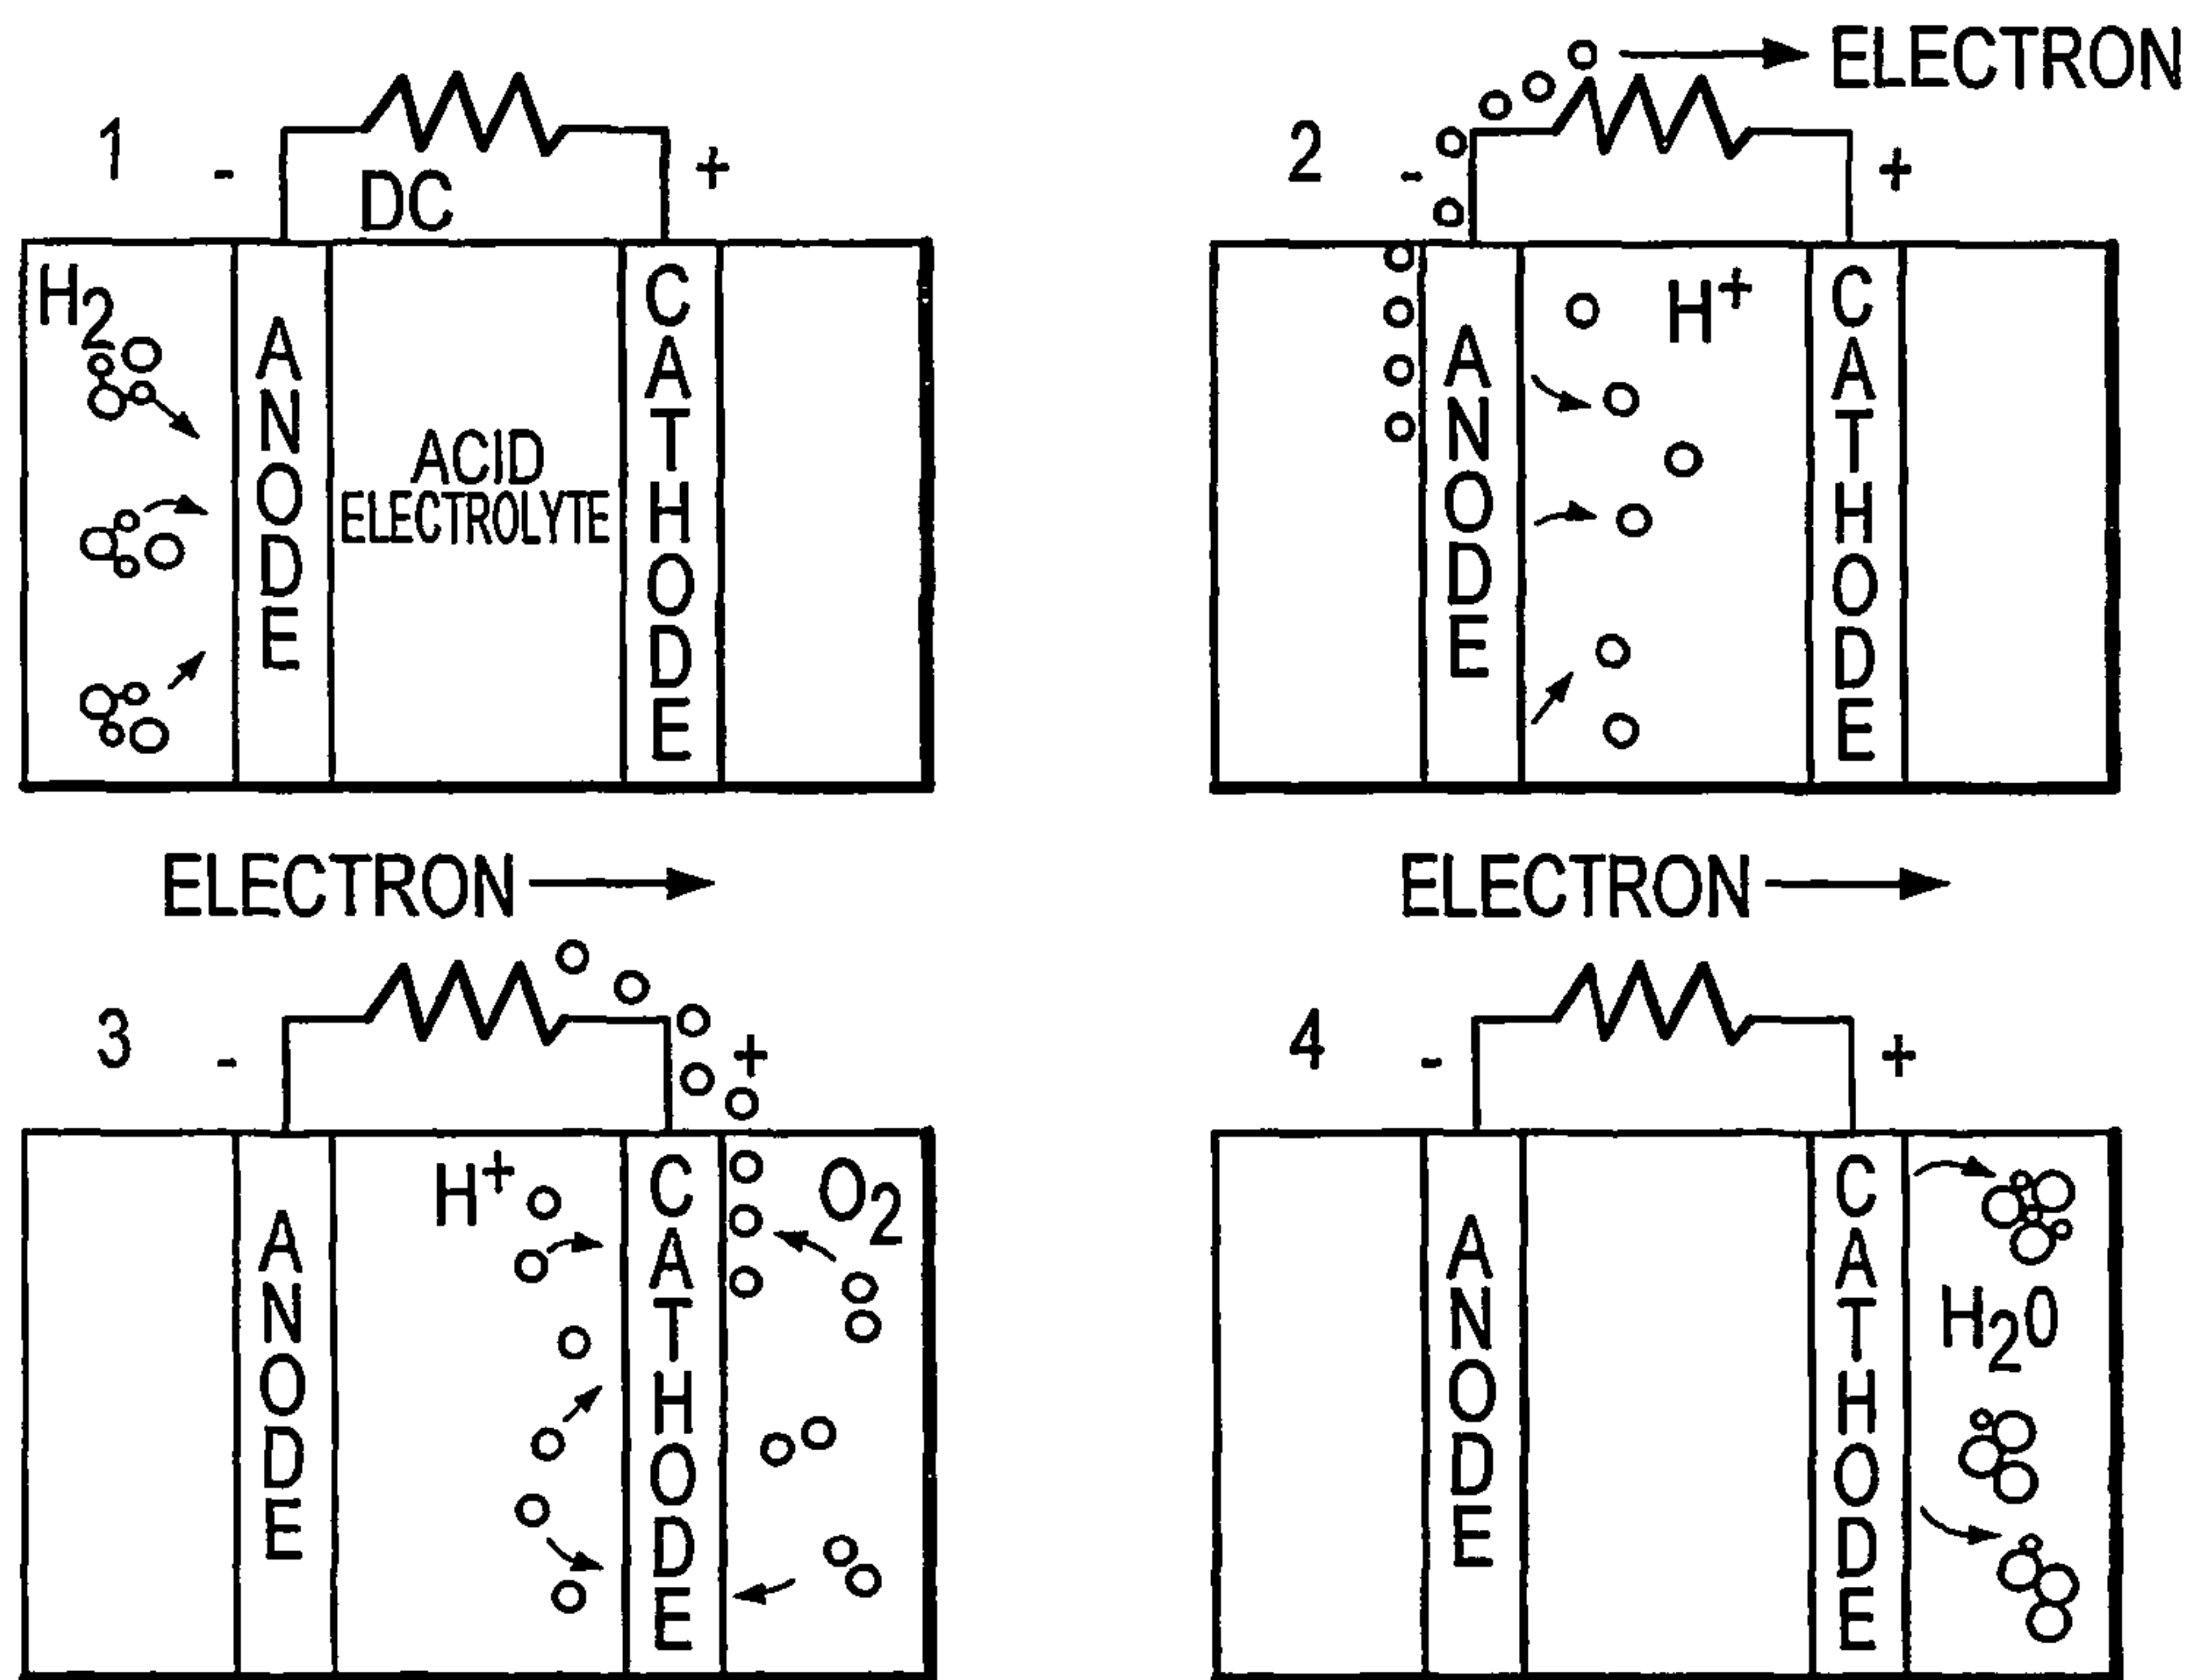 1
-
DC
+
H2
ANODE
ACID
ELECTROLYTE
CATHODE
ELECTRON
2
-
+
ANODE
H+
CATHODE
ELECTRON
3
-
+
ANODE
H+
CATHODE
O2
ELECTRON
4
-
+
ANODE
CATHODE
H2O